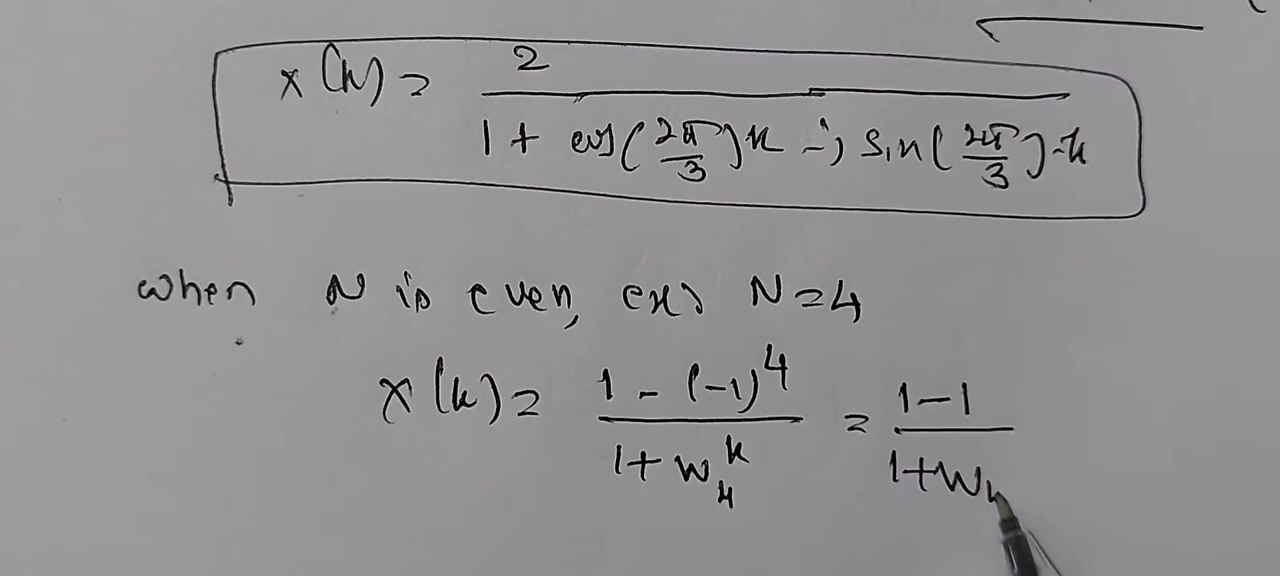 x(k) = 2 / (1 + cos(2π/3)k - j sin(2π/3).k)
when N is even, ex: N=4
x(k) = (1 - (-1)^4) / (1 + W_4^k) = (1-1) / (1+W